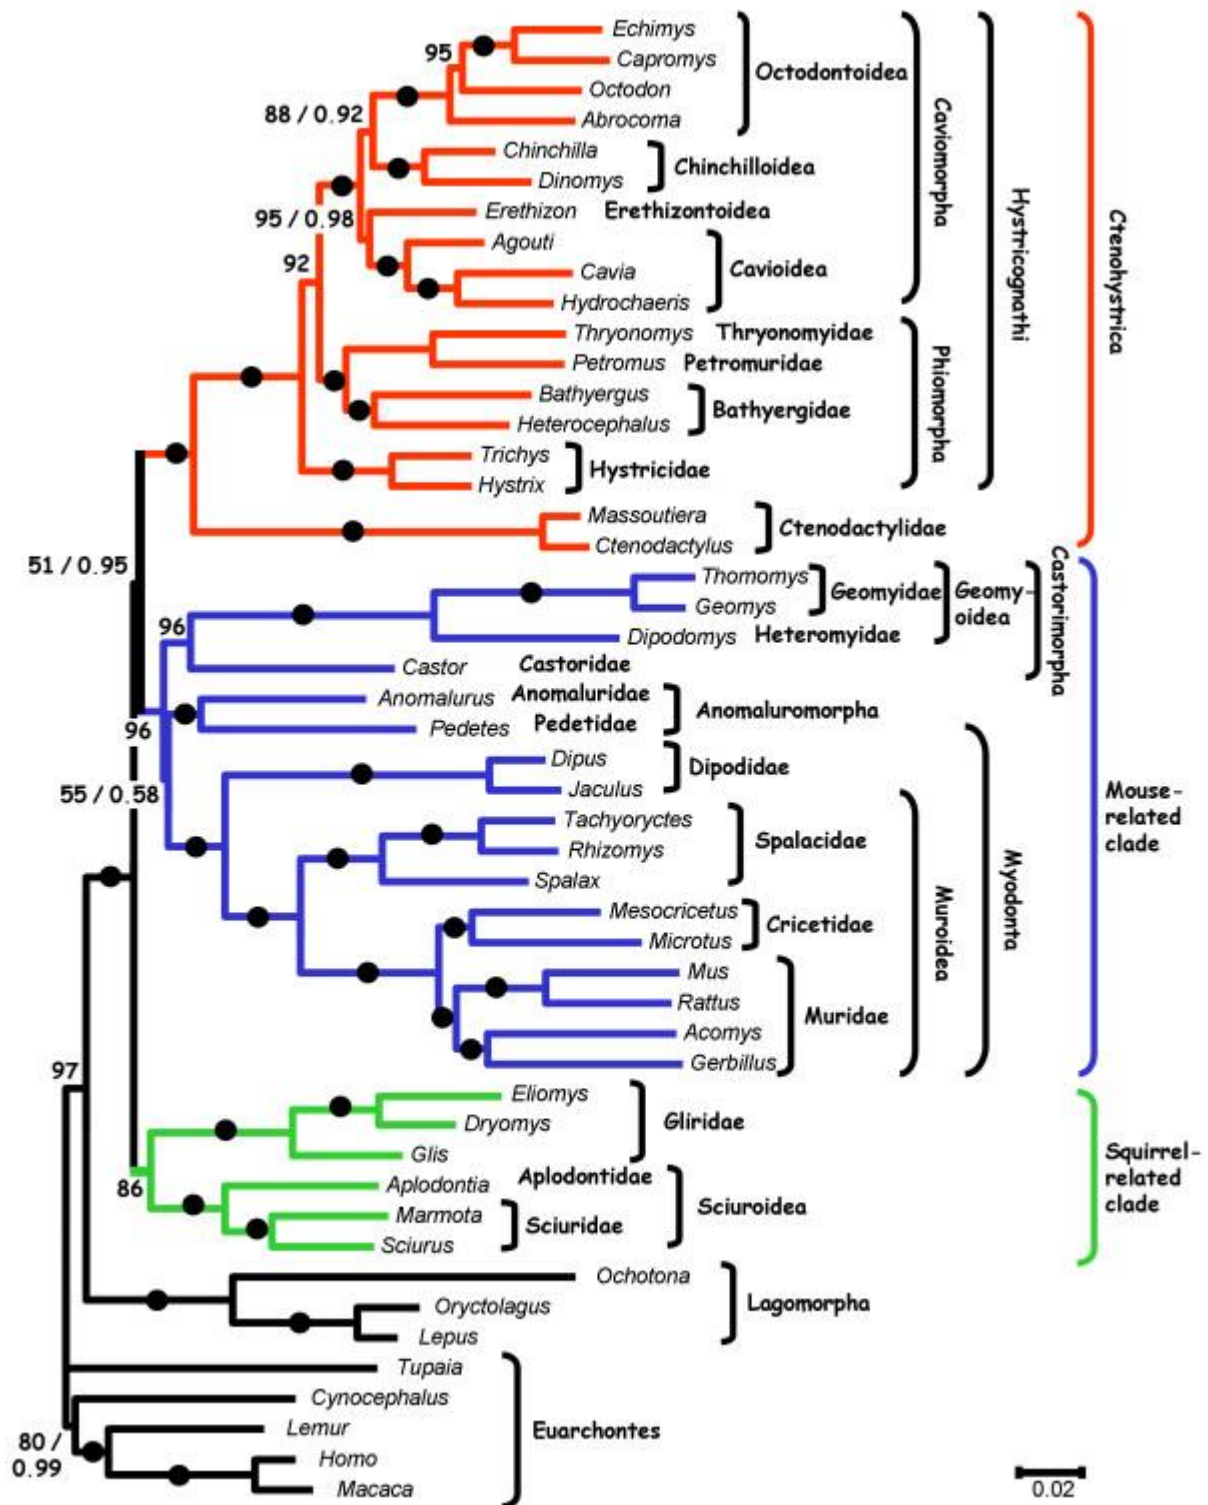 Echimys
95
Capromys
Octodontoidea
Octodon
88 / 0.92
Abrocoma
Caviomorpha
Chinchilla
Chinchilloidea
Dinomys
Hystricognathi
Ctenohystrica
95 / 0.98
Erethizon Erethizontoidea
Agouti
92
Cavia
Cavioidea
Hydrochaeris
Thryonomys Thryonomyidae
Petromus Petromuridae
Phiomorpha
Bathyergus
Bathyergidae
Heterocephalus
Trichys
Hystricidae
Hystrix
Massoutiera
Ctenodactylidae
Ctenodactylus
51 / 0.95
Castorimorpha
Thomomys
Geomyidae
Geomy-
oidea
Geomys
96
Dipodomys Heteromyidae
Castor Castoridae
Anomalurus Anomaluridae
Anomaluromorpha
96
Pedetes Pedetidae
Dipus
Dipodidae
Jaculus
55 / 0.58
Mouse-
related
clade
Tachyoryctes
Spalacidae
Rhizomys
Spalax
Myodonta
Muroidea
Mesocricetus
Cricetidae
Microtus
Mus
Rattus
Muridae
Acomys
97
Gerbillus
Eliomys
Gliridae
Dryomys
Glis
Squirrel-
related
clade
86
Aplodontia Aplodontidae
Sciuroidea
Marmota
Sciuridae
Sciurus
Ochotona
Lagomorpha
Oryctolagus
Lepus
Tupaia
Cynocephalus
Lemur
Euarchontes
80 /
0.99
Homo
Macaca
0.02